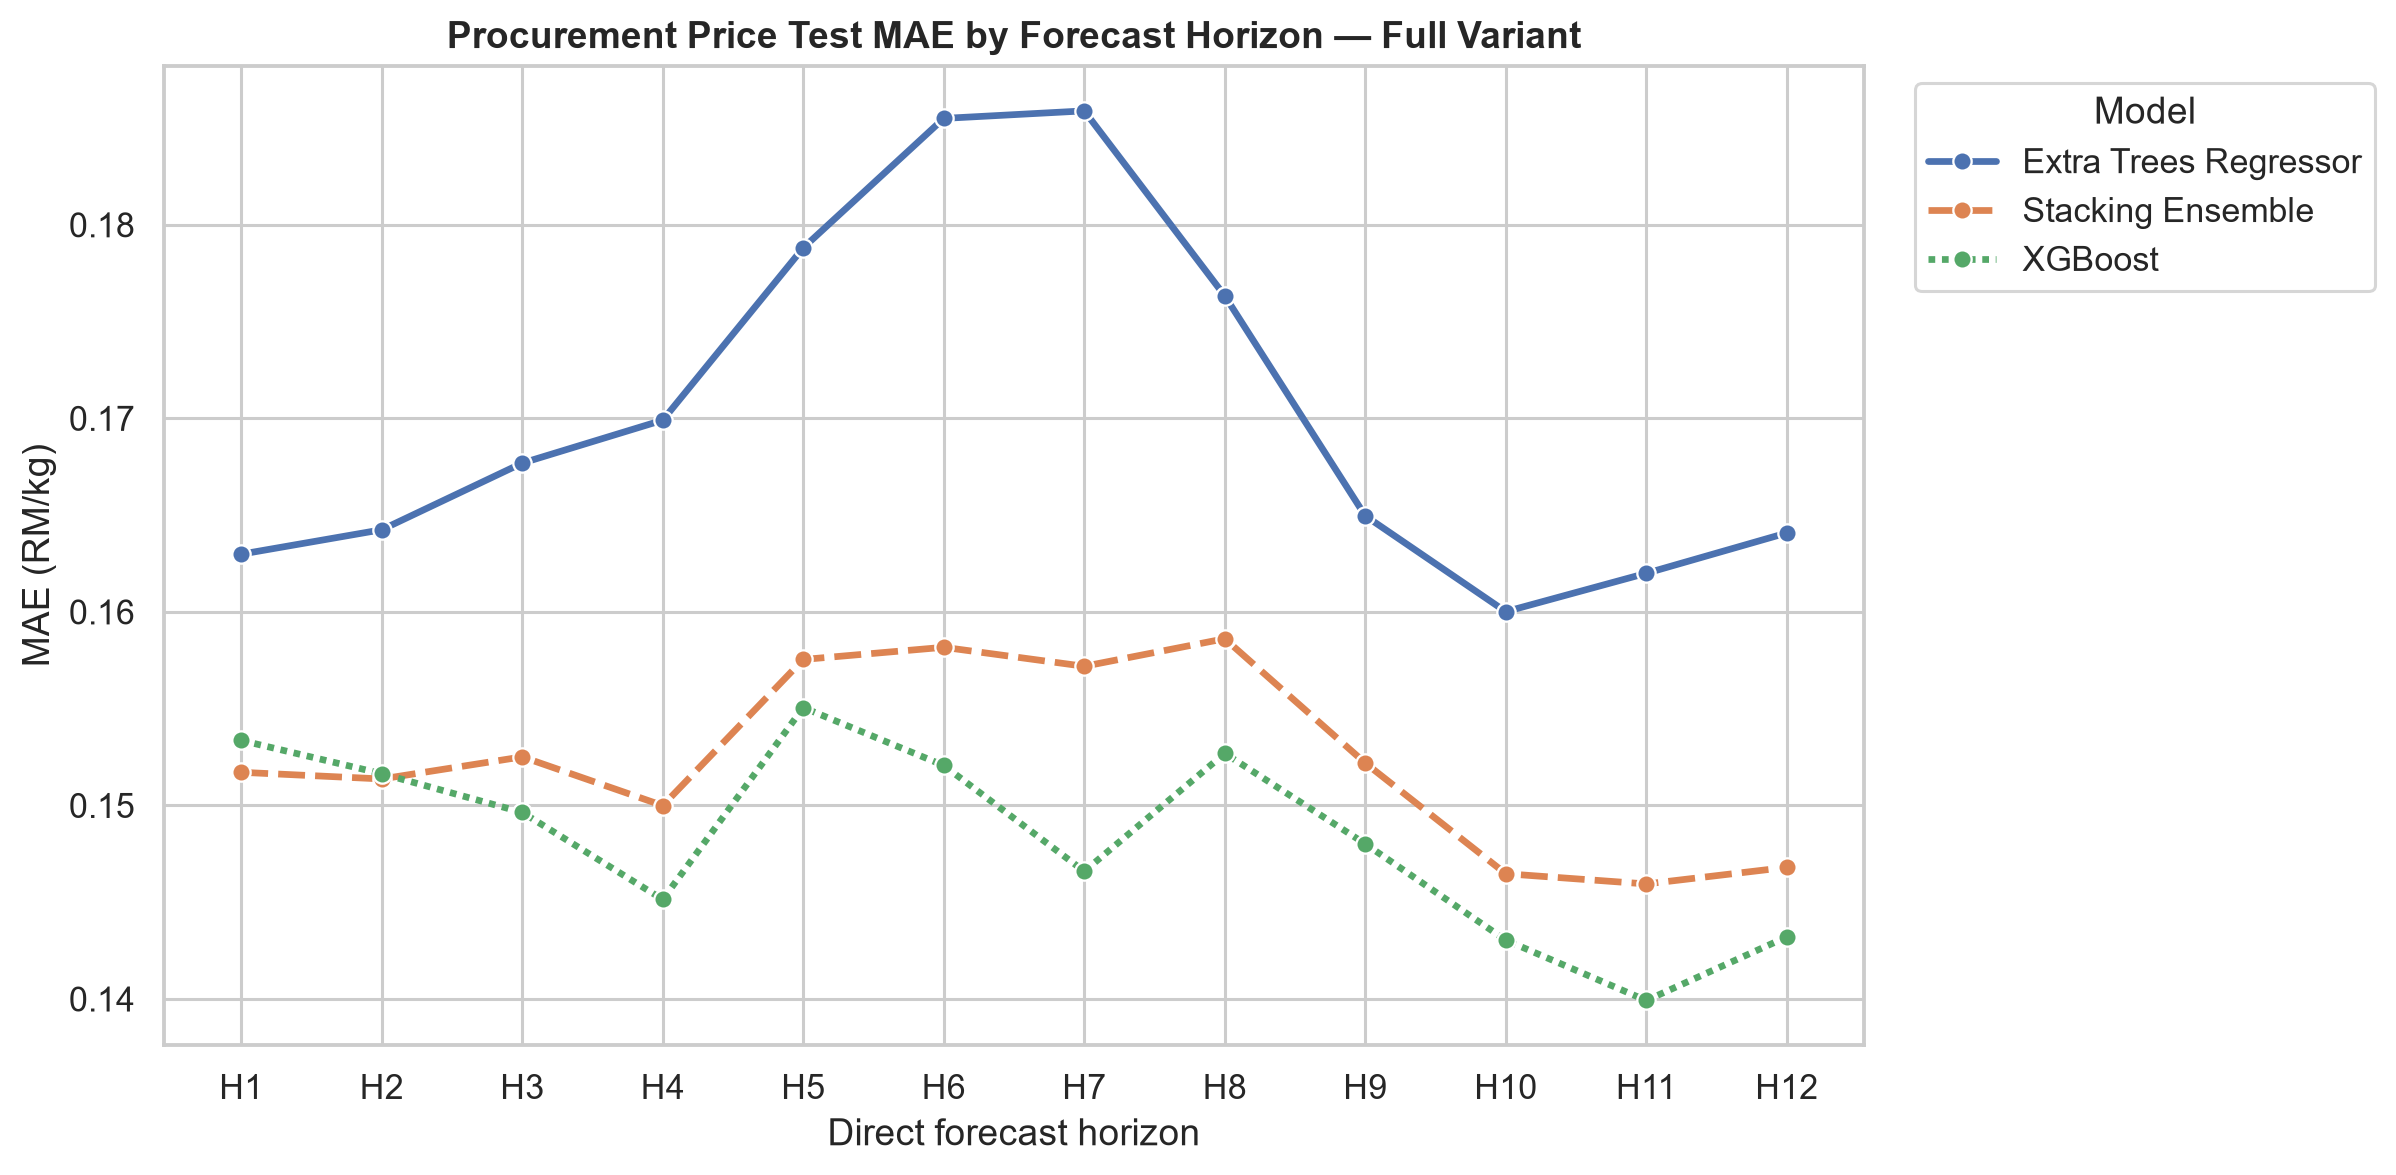 Procurement Price Test MAE by Forecast Horizon — Full Variant
Model
Extra Trees Regressor
Stacking Ensemble
XGBoost
MAE (RM/kg)
0.18
0.17
0.16
0.15
0.14
H1 H2 H3 H4 H5 H6 H7 H8 H9 H10 H11 H12
Direct forecast horizon